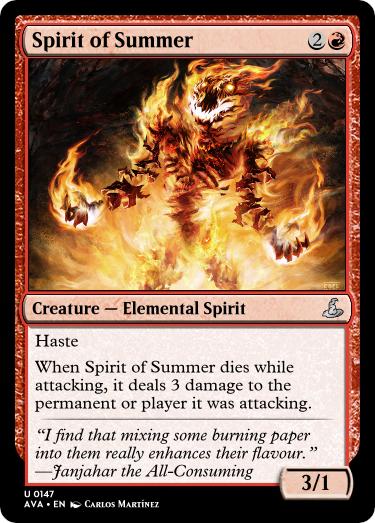 Spirit of Summer 2
Creature — Elemental Spirit
Haste
When Spirit of Summer dies while
attacking, it deals 3 damage to the
permanent or player it was attacking.
“I find that mixing some burning paper
into them really enhances their flavour.”
—Janjahar the All-Consuming
3/1
U 0147
AVA • EN Carlos Martínez